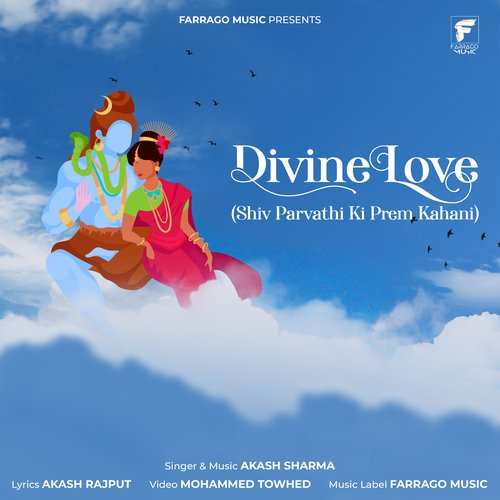 FARRAGO MUSIC PRESENTS
F
FARRAGO
MUSIC
Divine Love
(Shiv Parvathi Ki Prem Kahani)
Singer & Music AKASH SHARMA
Lyrics AKASH RAJPUT Video MOHAMMED TOWHED Music Label FARRAGO MUSIC